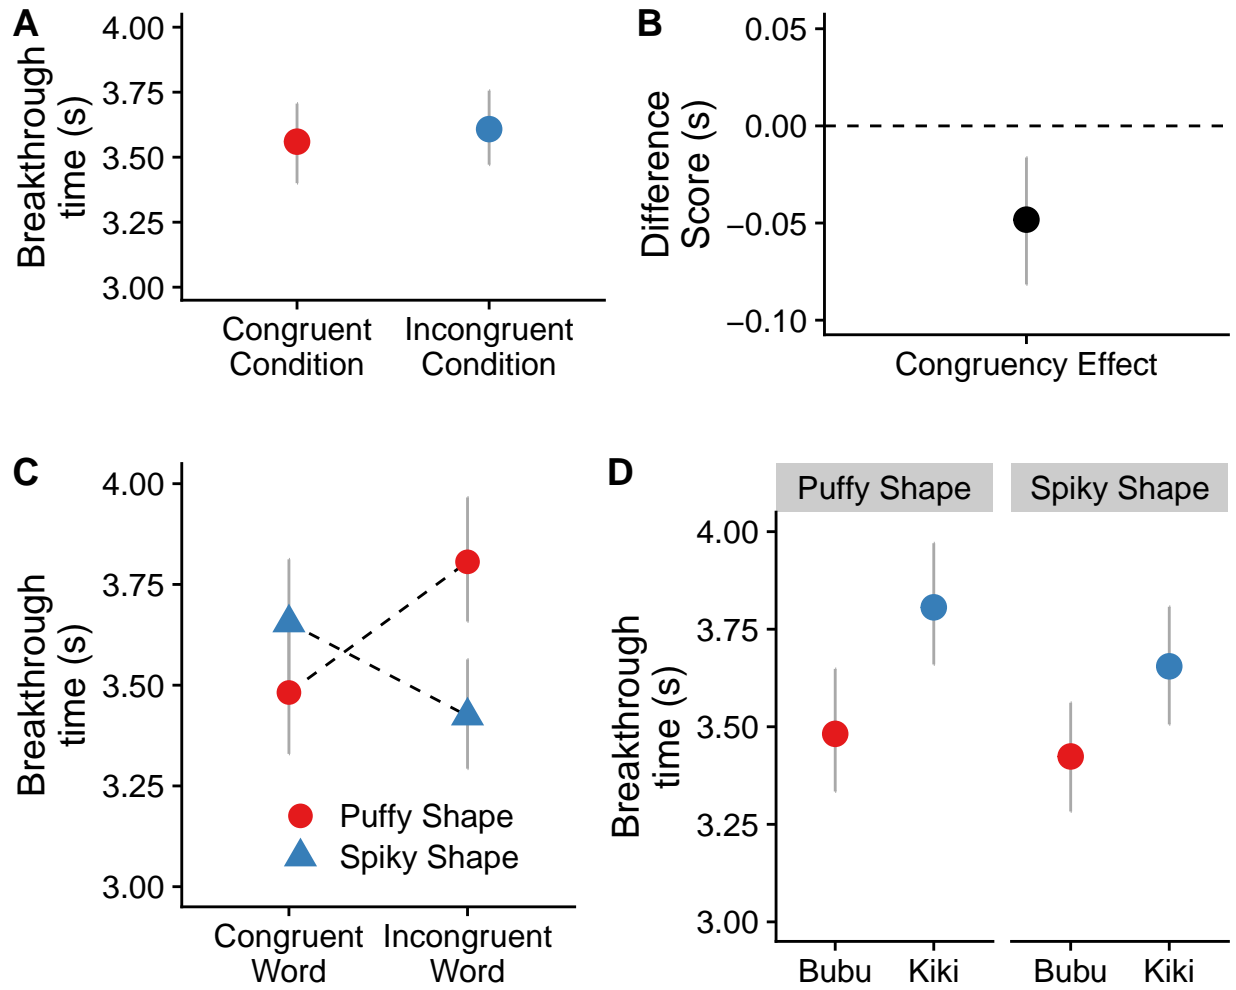 A
Breakthrough
time (s)
4.00
3.75
3.50
3.25
3.00
Congruent
Condition
Incongruent
Condition
B
Difference
Score (s)
0.05
0.00
−0.05
−0.10
Congruency Effect
C
Breakthrough
time (s)
4.00
3.75
3.50
3.25
3.00
Puffy Shape
Spiky Shape
Congruent
Word
Incongruent
Word
D
Puffy Shape
Spiky Shape
Breakthrough
time (s)
4.00
3.75
3.50
3.25
3.00
Bubu
Kiki
Bubu
Kiki